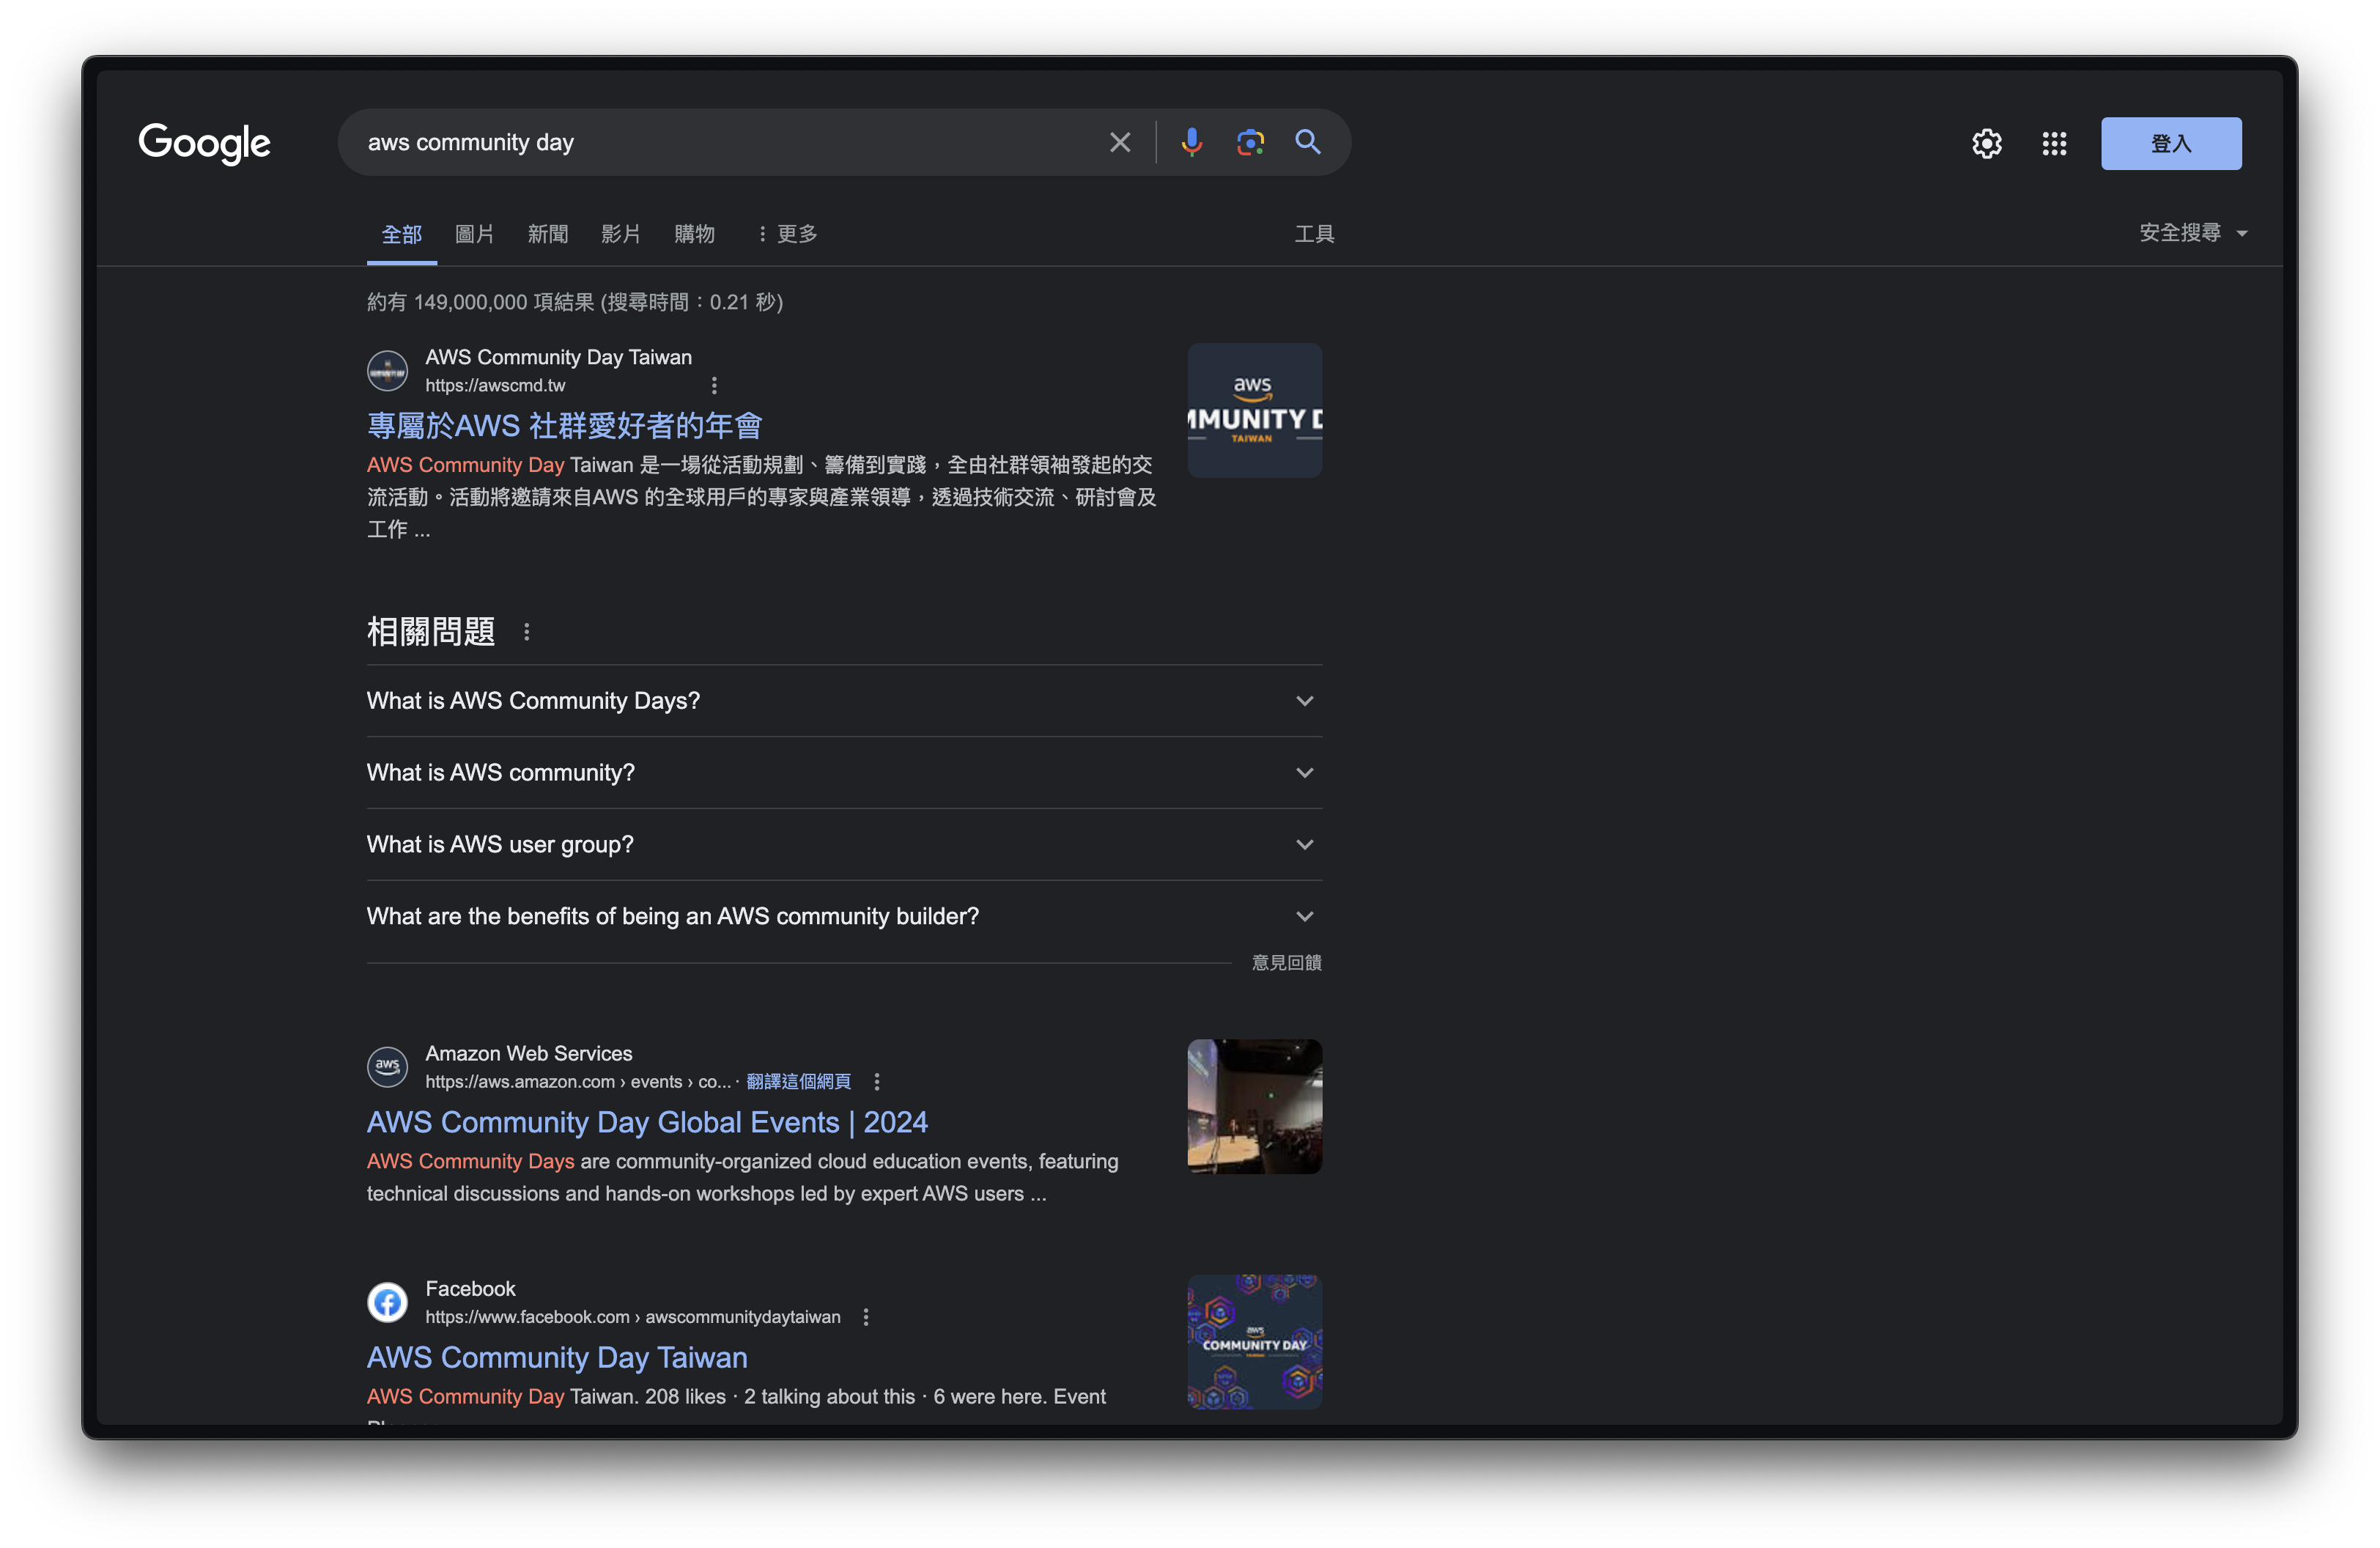 Google
aws community day
登入
全部
圖片
新聞
影片
購物
更多
工具
安全搜尋
約有 149,000,000 項結果 (搜尋時間：0.21 秒)
AWS Community Day Taiwan
https://awscmd.tw
專屬於AWS 社群愛好者的年會
AWS Community Day Taiwan 是一場從活動規劃、籌備到實踐，全由社群領袖發起的交
流活動。活動將邀請來自AWS 的全球用戶的專家與產業領導，透過技術交流、研討會及
工作 ...
aws
MMUNITY D
TAIWAN
相關問題
What is AWS Community Days?
What is AWS community?
What is AWS user group?
What are the benefits of being an AWS community builder?
意見回饋
aws
Amazon Web Services
https://aws.amazon.com › events › co... · 翻譯這個網頁
AWS Community Day Global Events | 2024
AWS Community Days are community-organized cloud education events, featuring
technical discussions and hands-on workshops led by expert AWS users ...
Facebook
https://www.facebook.com › awscommunitydaytaiwan
AWS Community Day Taiwan
AWS Community Day Taiwan. 208 likes · 2 talking about this · 6 were here. Event
aws
COMMUNITY DAY